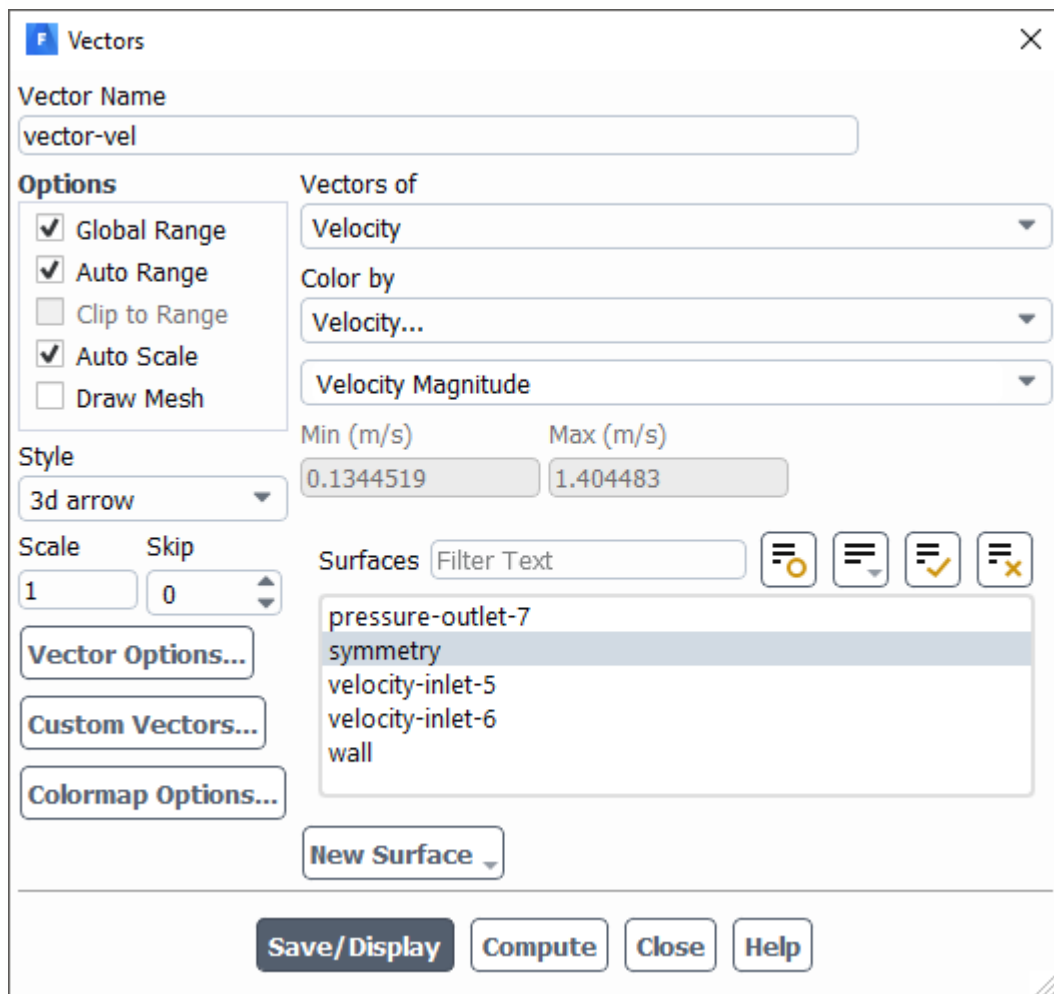 F Vectors
Vector Name
vector-vel
Options
Global Range
Auto Range
Clip to Range
Auto Scale
Draw Mesh
Style
3d arrow
Scale Skip
1 0
Vector Options...
Custom Vectors...
Colormap Options...
Vectors of
Velocity
Color by
Velocity...
Velocity Magnitude
Min (m/s) Max (m/s)
0.1344519 1.404483
Surfaces Filter Text
pressure-outlet-7
symmetry
velocity-inlet-5
velocity-inlet-6
wall
New Surface
Save/Display Compute Close Help